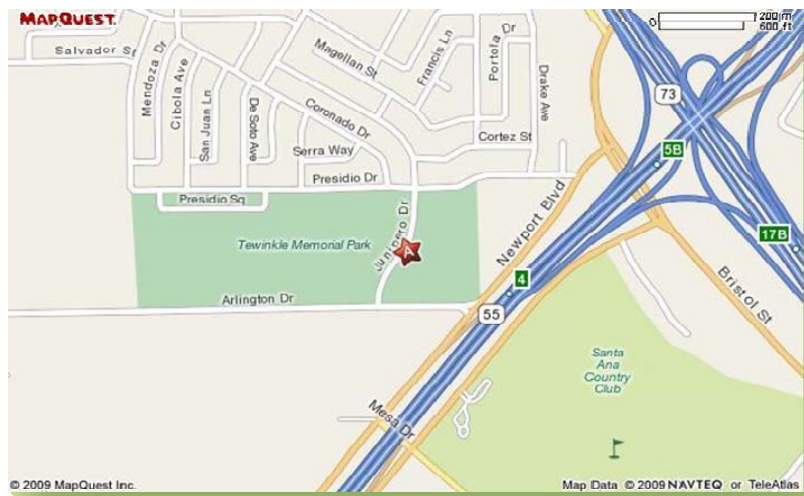 MAPQUEST.
200 m
600 ft
Salvador St
Mendoza Dr
Cibola Ave
San Juan Ln
De Soto Ave
Magellan St
Francis Ln
Portola Dr
Drake Ave
73
Coronado Dr
Serra Way
Cortez St
5B
Presidio Dr
Presidio Sq
Junipero Dr
Newport Blvd
Tewinkle Memorial Park
A
17B
4
Arlington Dr
55
Bristol St
Santa
Ana
Country
Club
Mesa Dr
© 2009 MapQuest Inc.
Map Data © 2009 NAVTEQ or TeleAtlas